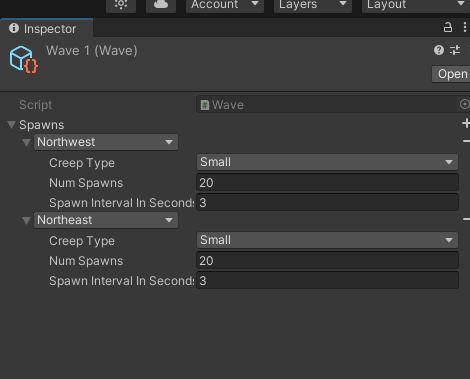 Account Layers Layout
Inspector
Wave 1 (Wave)
Open
Script Wave
Spawns
Northwest
Creep Type Small
Num Spawns 20
Spawn Interval In Seconds 3
Northeast
Creep Type Small
Num Spawns 20
Spawn Interval In Seconds 3